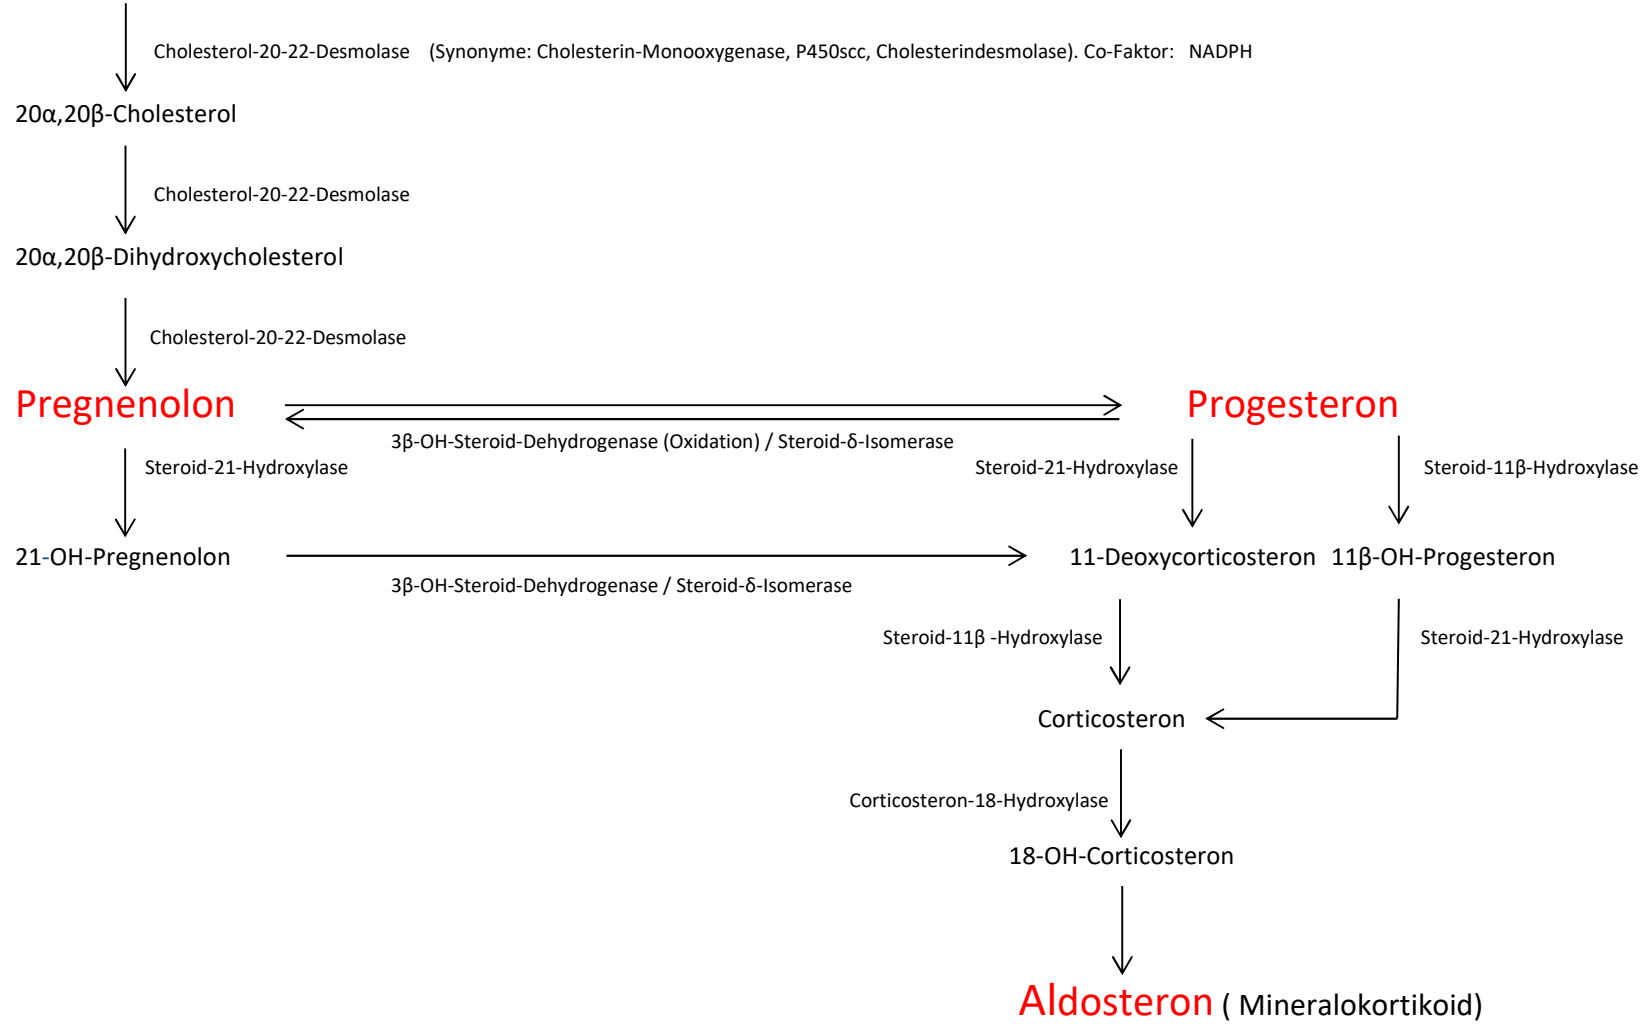 Cholesterol-20-22-Desmolase (Synonyme: Cholesterin-Monooxygenase, P450scc, Cholesterindesmolase). Co-Faktor: NADPH
20α,20β-Cholesterol
Cholesterol-20-22-Desmolase
20α,20β-Dihydroxycholesterol
Cholesterol-20-22-Desmolase
Pregnenolon Progesteron
3β-OH-Steroid-Dehydrogenase (Oxidation) / Steroid-δ-Isomerase
Steroid-21-Hydroxylase Steroid-21-Hydroxylase Steroid-11β-Hydroxylase
21-OH-Pregnenolon 11-Deoxycorticosteron 11β-OH-Progesteron
3β-OH-Steroid-Dehydrogenase / Steroid-δ-Isomerase
Steroid-11β -Hydroxylase Steroid-21-Hydroxylase
Corticosteron
Corticosteron-18-Hydroxylase
18-OH-Corticosteron
Aldosteron ( Mineralokortikoid)